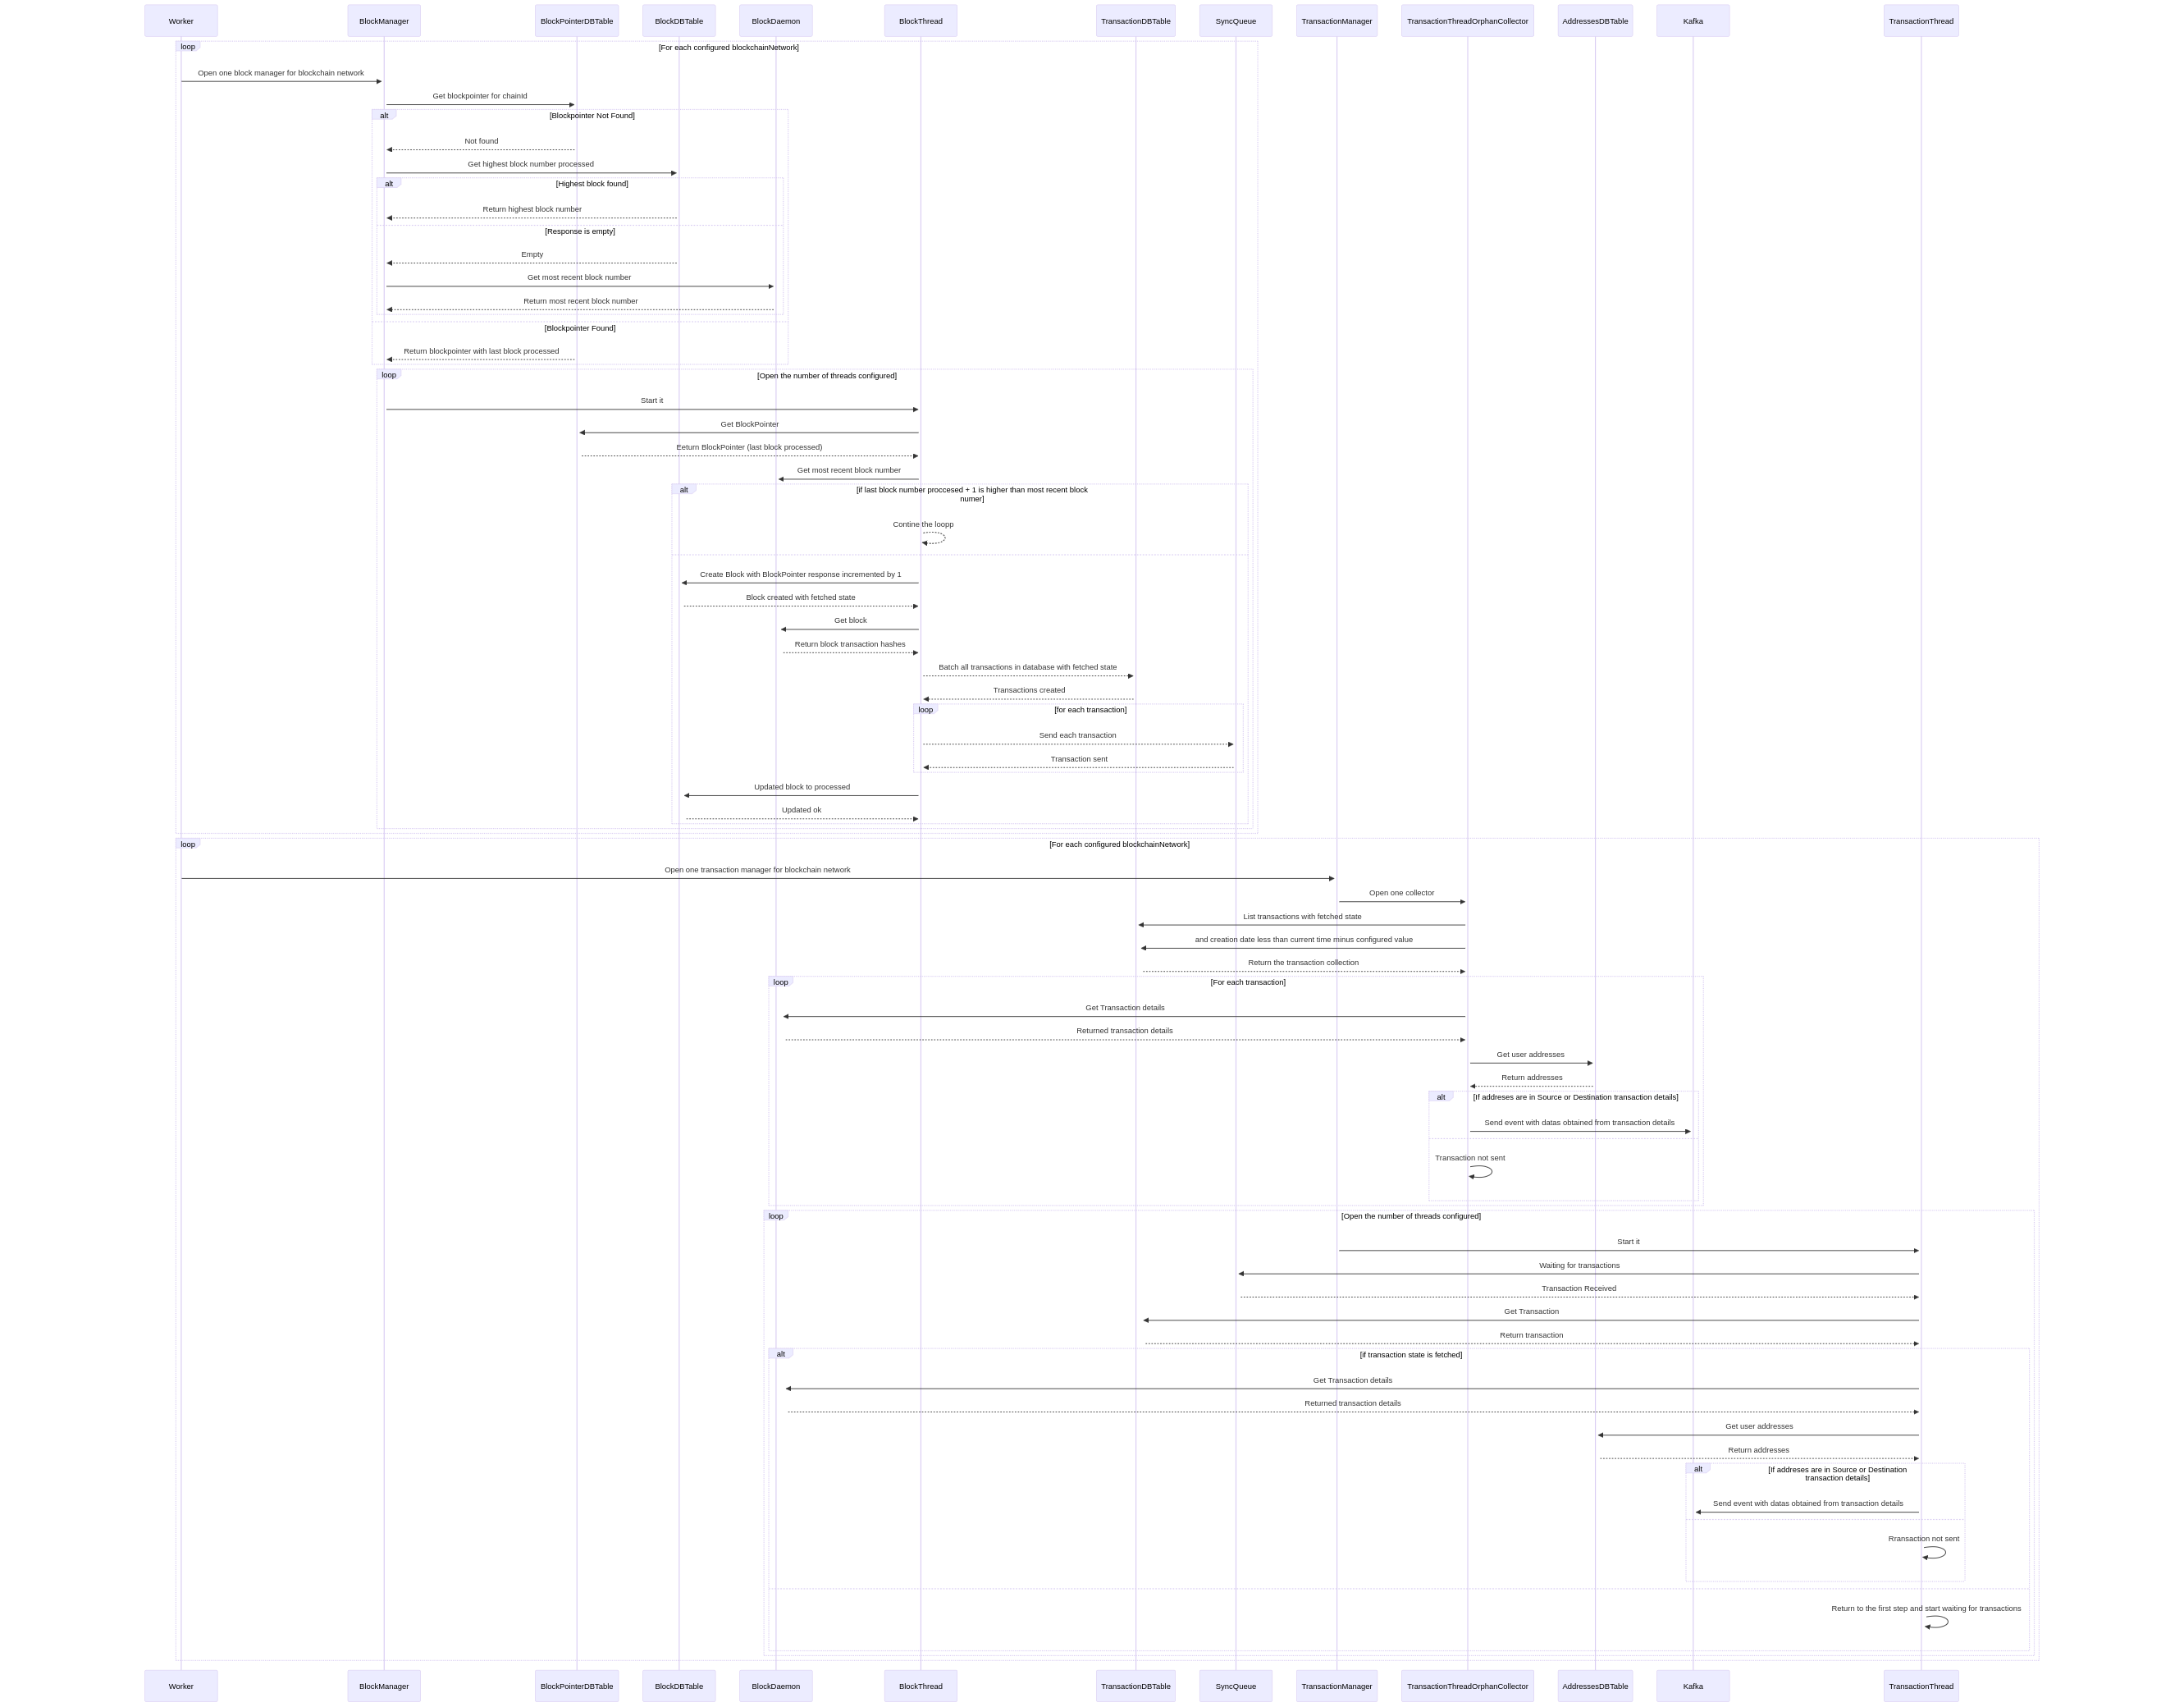 Worker
BlockManager
BlockPointerDBTable
BlockDBTable
BlockDaemon
BlockThread
TransactionDBTable
SyncQueue
TransactionManager
TransactionThreadOrphanCollector
AddressesDBTable
Kafka
TransactionThread
loop
[For each configured blockchainNetwork]
Open one block manager for blockchain network
Get blockpointer for chainId
alt
[Blockpointer Not Found]
Not found
Get highest block number processed
alt
[Highest block found]
Return highest block number
[Response is empty]
Empty
Get most recent block number
Return most recent block number
[Blockpointer Found]
Return blockpointer with last block processed
loop
[Open the number of threads configured]
Start it
Get BlockPointer
Eeturn BlockPointer (last block processed)
Get most recent block number
alt
[if last block number proccesed + 1 is higher than most recent block
numer]
Contine the loopp
Create Block with BlockPointer response incremented by 1
Block created with fetched state
Get block
Return block transaction hashes
Batch all transactions in database with fetched state
Transactions created
loop
[for each transaction]
Send each transaction
Transaction sent
Updated block to processed
Updated ok
loop
[For each configured blockchainNetwork]
Open one transaction manager for blockchain network
Open one collector
List transactions with fetched state
and creation date less than current time minus configured value
Return the transaction collection
loop
[For each transaction]
Get Transaction details
Returned transaction details
Get user addresses
Return addresses
alt
[If addreses are in Source or Destination transaction details]
Send event with datas obtained from transaction details
Transaction not sent
loop
[Open the number of threads configured]
Start it
Waiting for transactions
Transaction Received
Get Transaction
Return transaction
alt
[if transaction state is fetched]
Get Transaction details
Returned transaction details
Get user addresses
Return addresses
alt
[If addreses are in Source or Destination
transaction details]
Send event with datas obtained from transaction details
Rransaction not sent
Return to the first step and start waiting for transactions
Worker
BlockManager
BlockPointerDBTable
BlockDBTable
BlockDaemon
BlockThread
TransactionDBTable
SyncQueue
TransactionManager
TransactionThreadOrphanCollector
AddressesDBTable
Kafka
TransactionThread